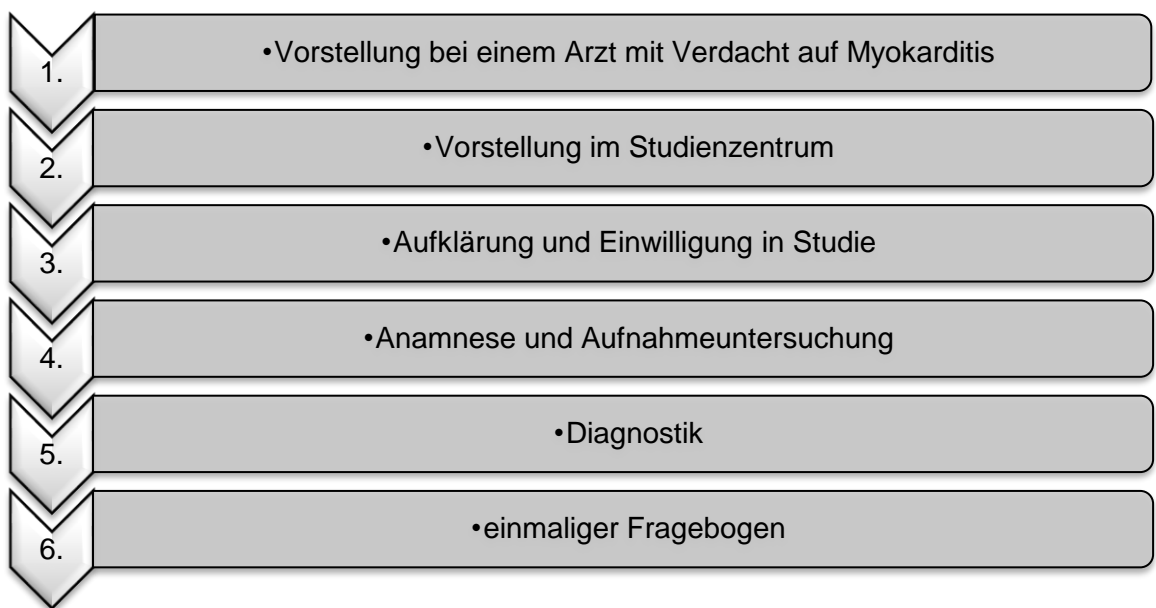 1. •Vorstellung bei einem Arzt mit Verdacht auf Myokarditis
2. •Vorstellung im Studienzentrum
3. •Aufklärung und Einwilligung in Studie
4. •Anamnese und Aufnahmeuntersuchung
5. •Diagnostik
6. •einmaliger Fragebogen